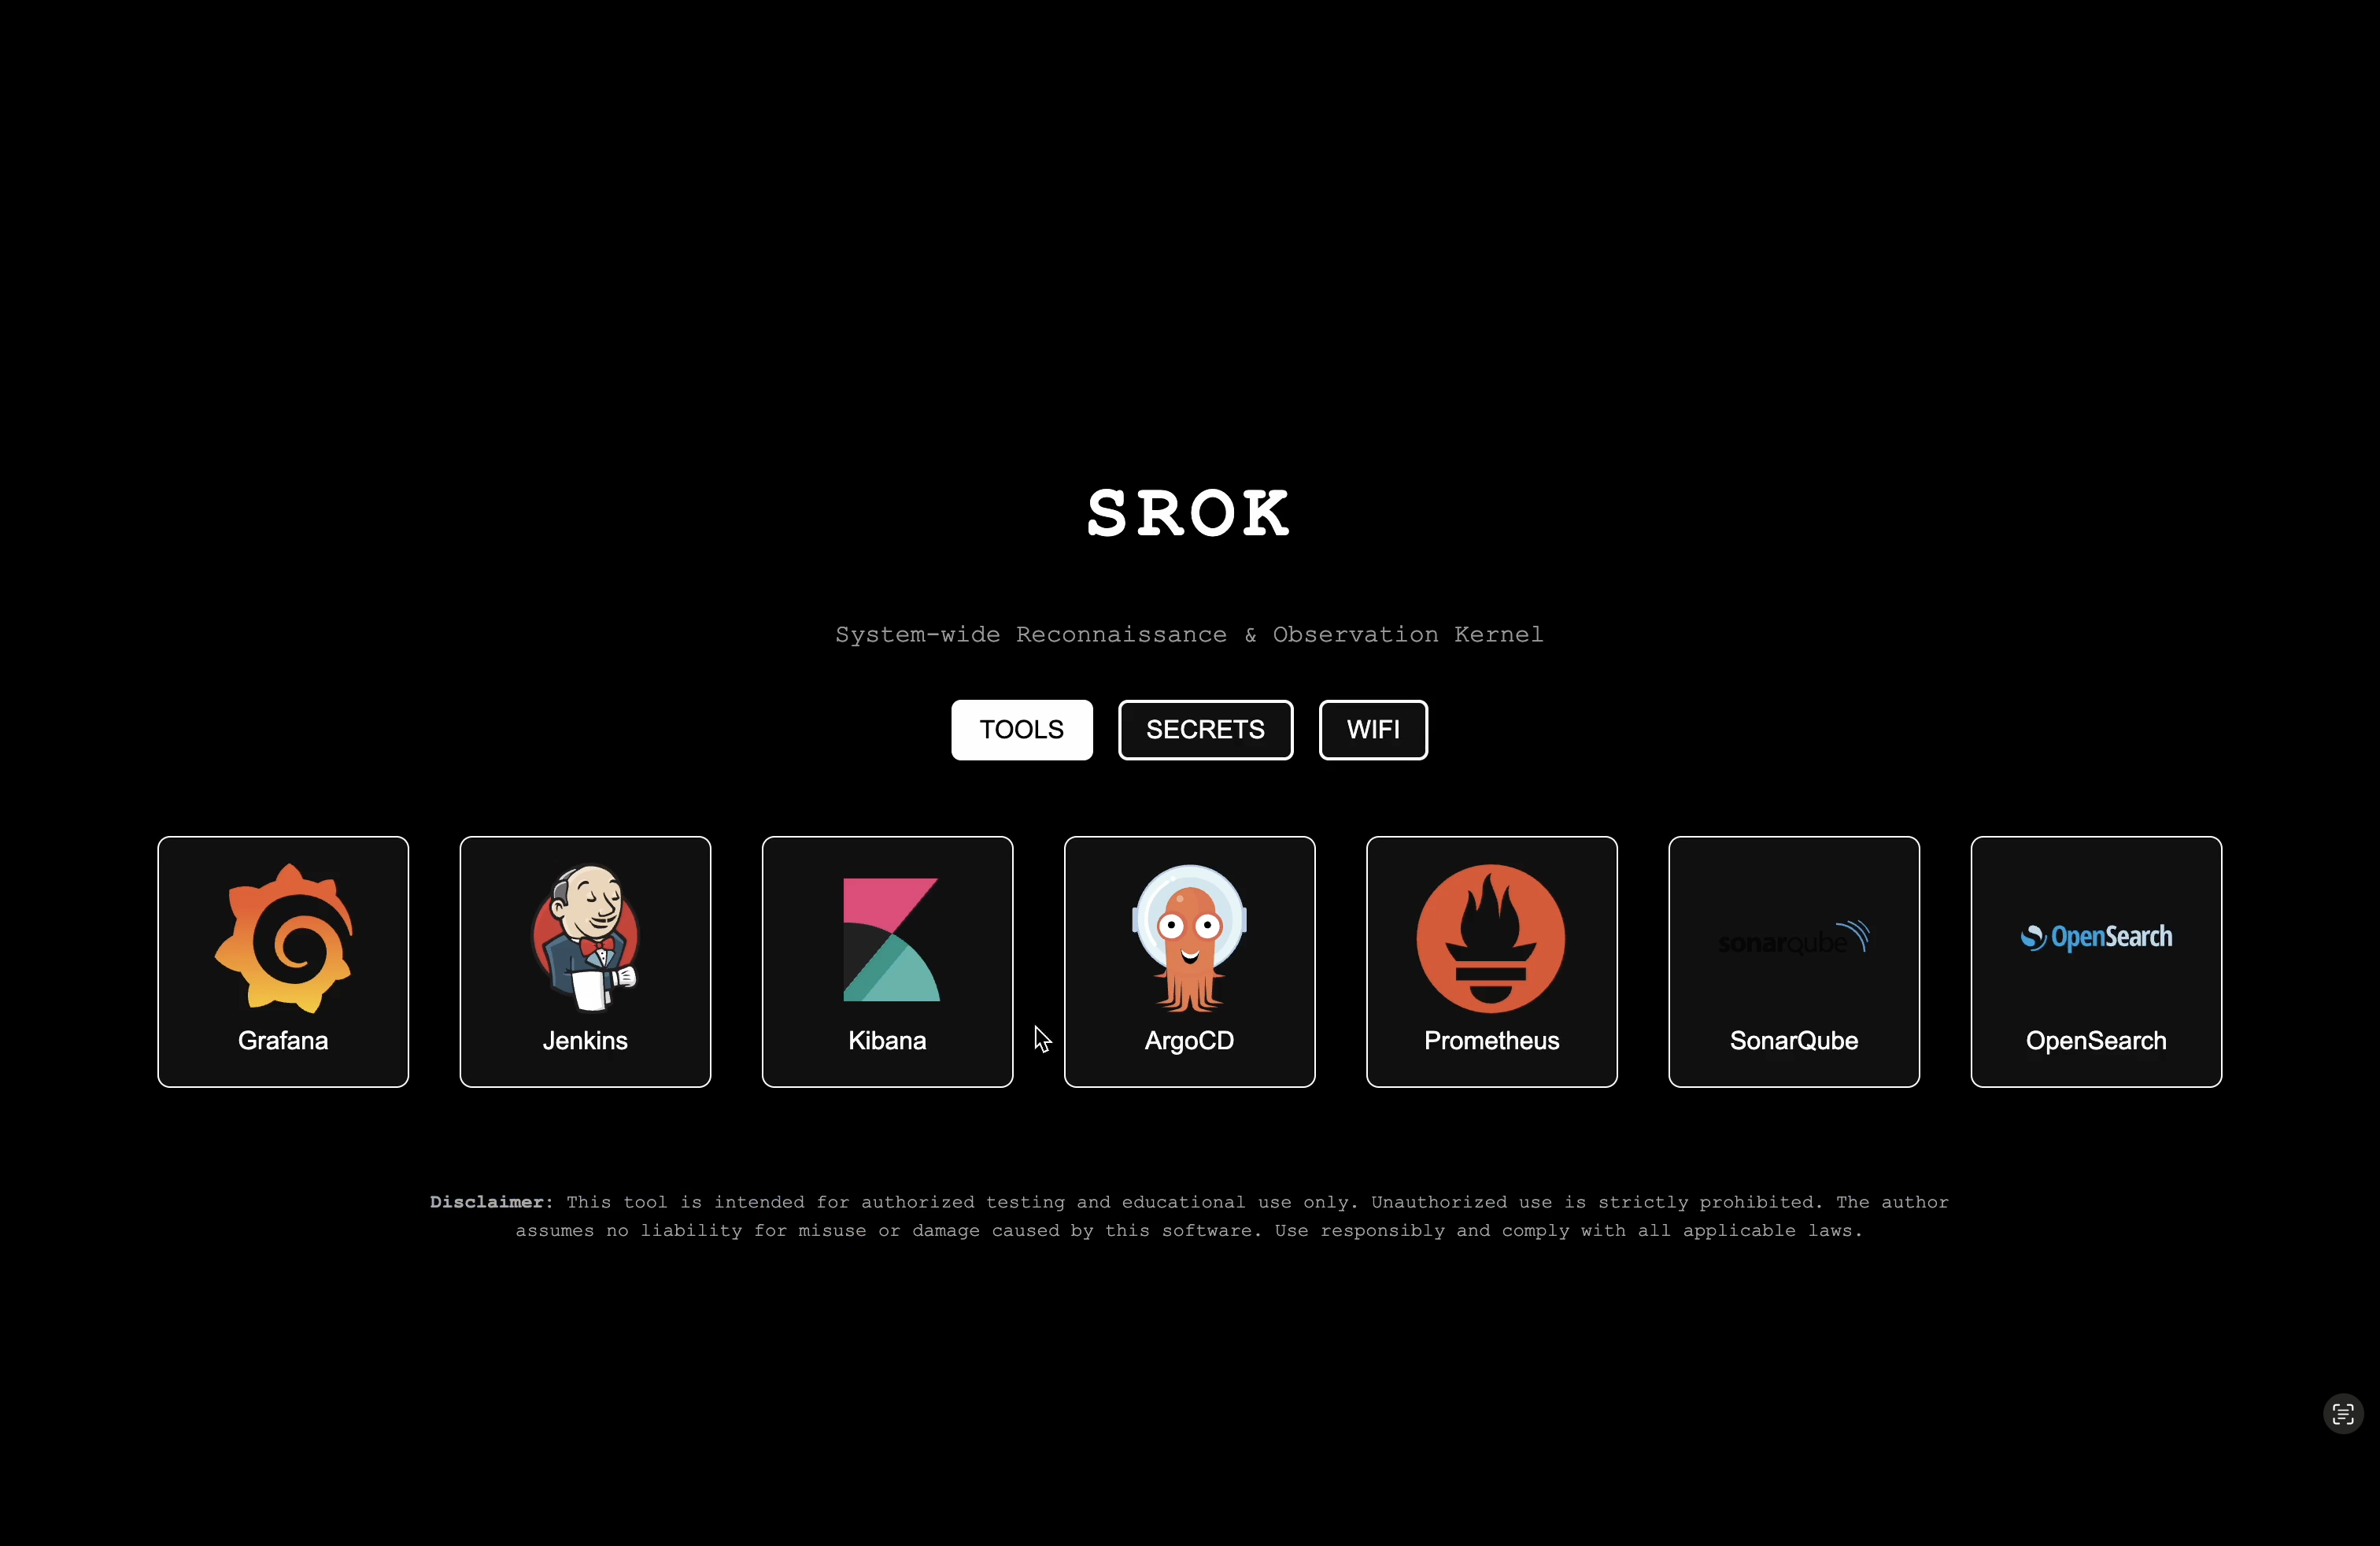 SROK
System-wide Reconnaissance & Observation Kernel
TOOLS
SECRETS
WIFI
sonarqube
OpenSearch
Grafana
Jenkins
Kibana
ArgoCD
Prometheus
SonarQube
OpenSearch
Disclaimer: This tool is intended for authorized testing and educational use only. Unauthorized use is strictly prohibited. The author
assumes no liability for misuse or damage caused by this software. Use responsibly and comply with all applicable laws.